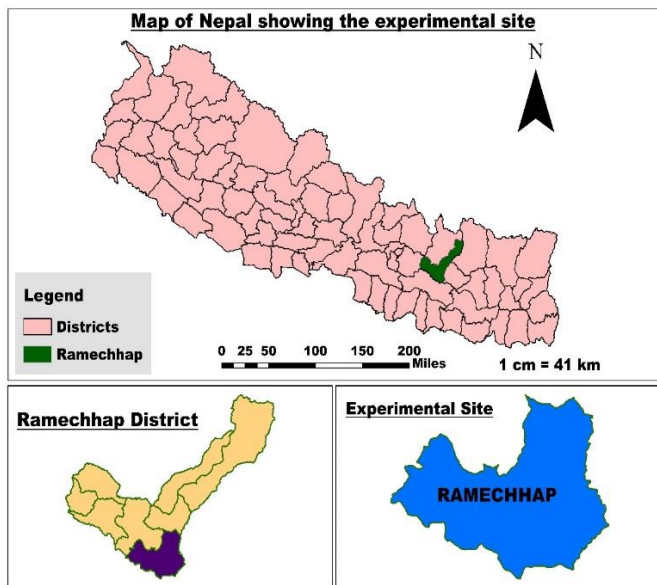 Map of Nepal showing the experimental site
N
Legend
Districts
Ramechhap
0 25 50 100 150 200
Miles
1 cm = 41 km
Ramechhap District
Experimental Site
RAMECHHAP